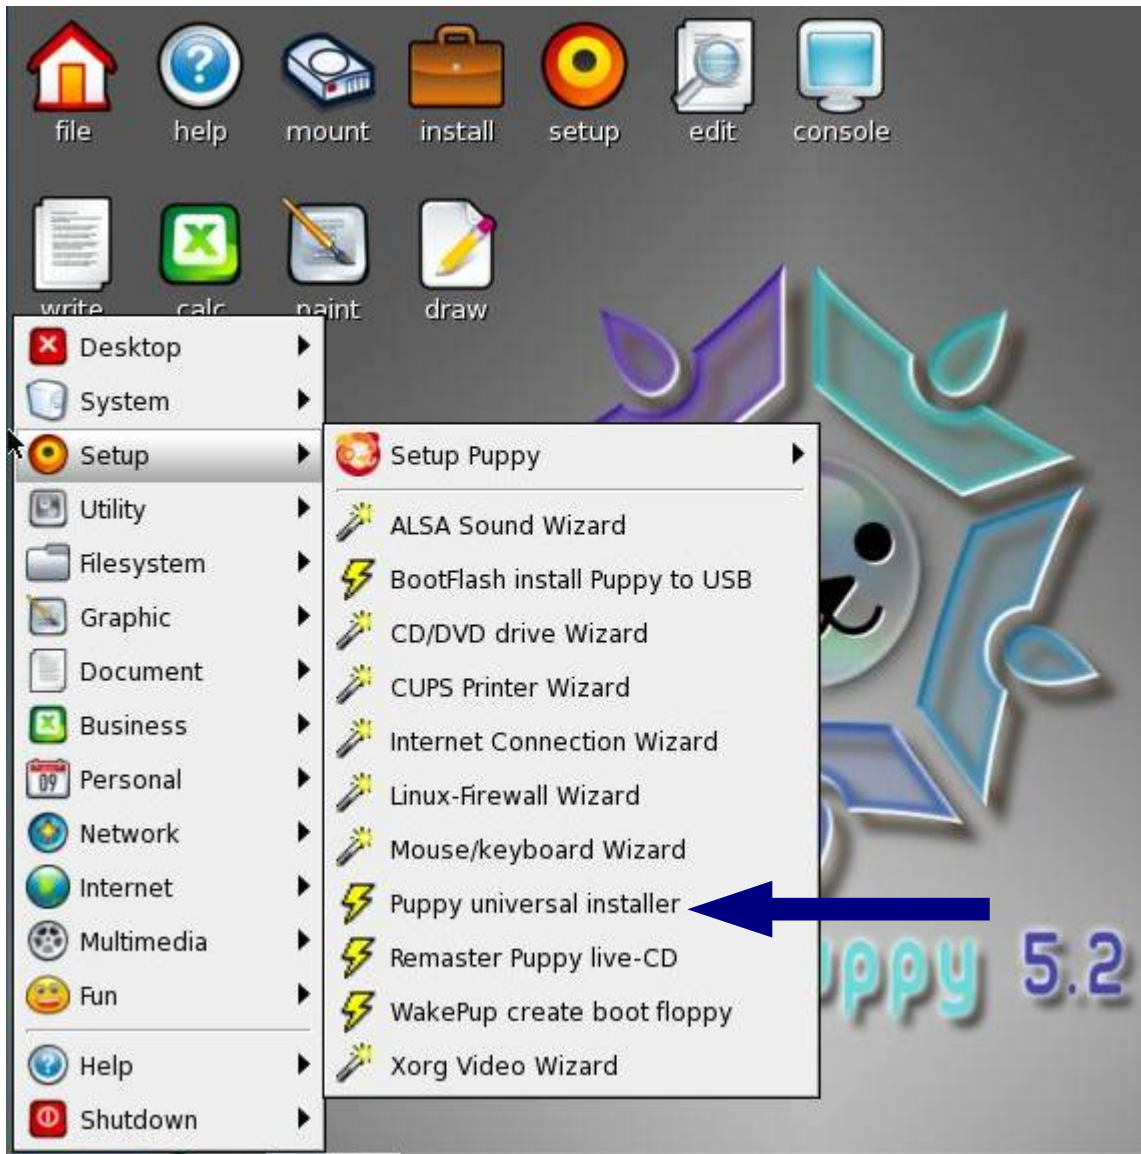 file help mount install setup edit console
write calc paint draw
Desktop
System
Setup
Utility
Filesystem
Graphic
Document
Business
Personal
Network
Internet
Multimedia
Fun
Help
Shutdown
Setup Puppy
ALSA Sound Wizard
BootFlash install Puppy to USB
CD/DVD drive Wizard
CUPS Printer Wizard
Internet Connection Wizard
Linux-Firewall Wizard
Mouse/keyboard Wizard
Puppy universal installer
Remaster Puppy live-CD
WakePup create boot floppy
Xorg Video Wizard
uppy 5.2